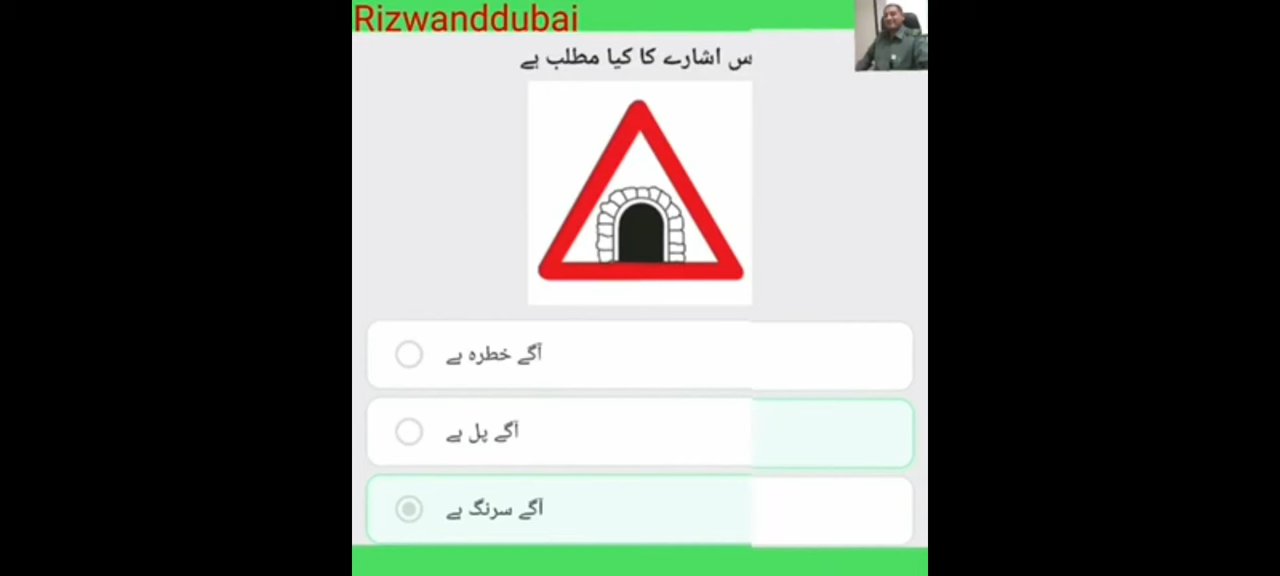 Rizwanddubai
س اشارے کا کیا مطلب ہے
آگے خطرہ ہے
آگے پل ہے
آگے سرنگ ہے